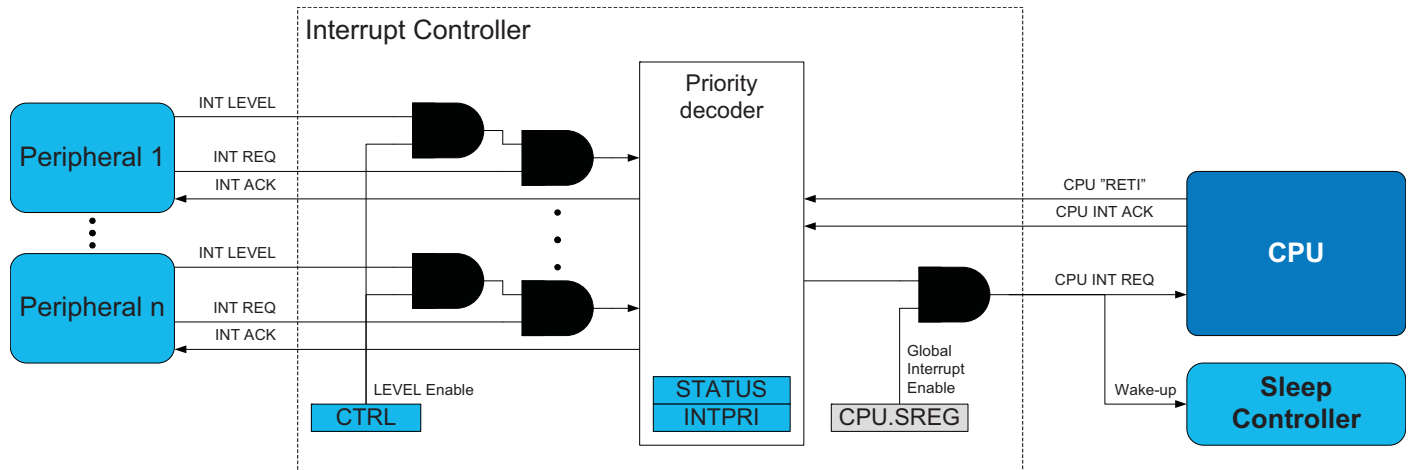 Interrupt Controller
INT LEVEL
Peripheral 1
INT REQ
INT ACK
INT LEVEL
Peripheral n
INT REQ
INT ACK
LEVEL Enable
CTRL
Priority
decoder
STATUS
INTPRI
Global
Interrupt
Enable
CPU.SREG
CPU ”RETI”
CPU INT ACK
CPU INT REQ
CPU
Wake-up
Sleep
Controller